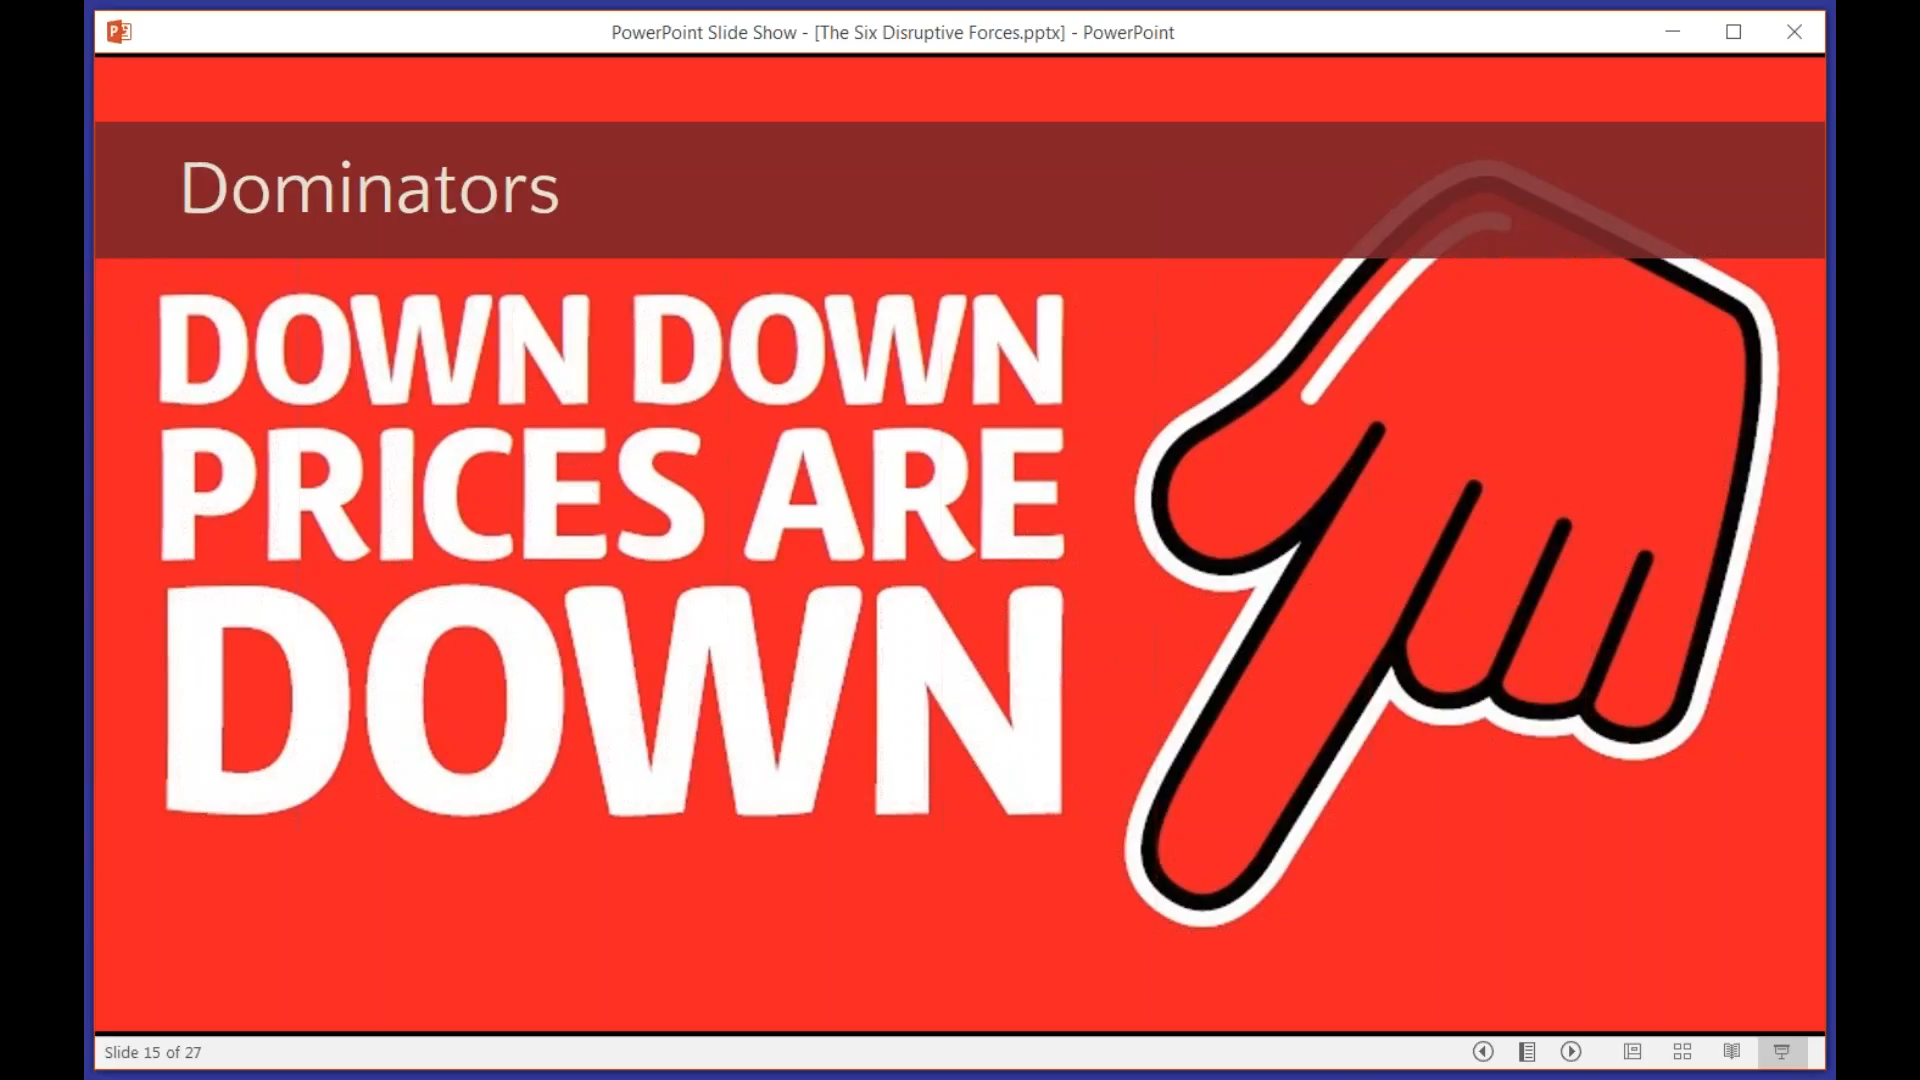 PowerPoint Slide Show - [The Six Disruptive Forces.pptx] - PowerPoint
Dominators
DOWN DOWN
PRICES ARE
DOWN
Slide 15 of 27